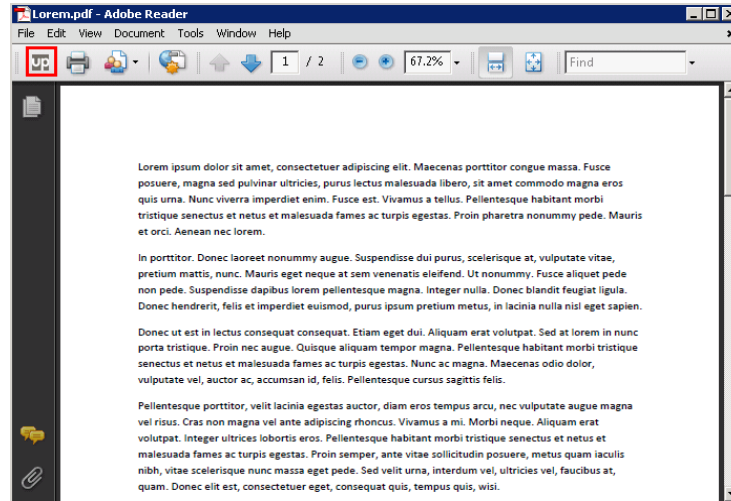 Lorem.pdf - Adobe Reader
File Edit View Document Tools Window Help
up 1 / 2 67.2% Find
Lorem ipsum dolor sit amet, consectetuer adipiscing elit. Maecenas porttitor congue massa. Fusce
posuere, magna sed pulvinar ultricies, purus lectus malesuada libero, sit amet commodo magna eros
quis urna. Nunc viverra imperdiet enim. Fusce est. Vivamus a tellus. Pellentesque habitant morbi
tristique senectus et netus et malesuada fames ac turpis egestas. Proin pharetra nonummy pede. Mauris
et orci. Aenean nec lorem.
In porttitor. Donec laoreet nonummy augue. Suspendisse dui purus, scelerisque at, vulputate vitae,
pretium mattis, nunc. Mauris eget neque at sem venenatis eleifend. Ut nonummy. Fusce aliquet pede
non pede. Suspendisse dapibus lorem pellentesque magna. Integer nulla. Donec blandit feugiat ligula.
Donec hendrerit, felis et imperdiet euismod, purus ipsum pretium metus, in lacinia nulla nisl eget sapien.
Donec ut est in lectus consequat consequat. Etiam eget dui. Aliquam erat volutpat. Sed at lorem in nunc
porta tristique. Proin nec augue. Quisque aliquam tempor magna. Pellentesque habitant morbi tristique
senectus et netus et malesuada fames ac turpis egestas. Nunc ac magna. Maecenas odio dolor,
vulputate vel, auctor ac, accumsan id, felis. Pellentesque cursus sagittis felis.
Pellentesque porttitor, velit lacinia egestas auctor, diam eros tempus arcu, nec vulputate augue magna
vel risus. Cras non magna vel ante adipiscing rhoncus. Vivamus a mi. Morbi neque. Aliquam erat
volutpat. Integer ultrices lobortis eros. Pellentesque habitant morbi tristique senectus et netus et
malesuada fames ac turpis egestas. Proin semper, ante vitae sollicitudin posuere, metus quam iaculis
nibh, vitae scelerisque nunc massa eget pede. Sed velit urna, interdum vel, ultricies vel, faucibus at,
quam. Donec elit est, consectetuer eget, consequat quis, tempus quis, wisi.